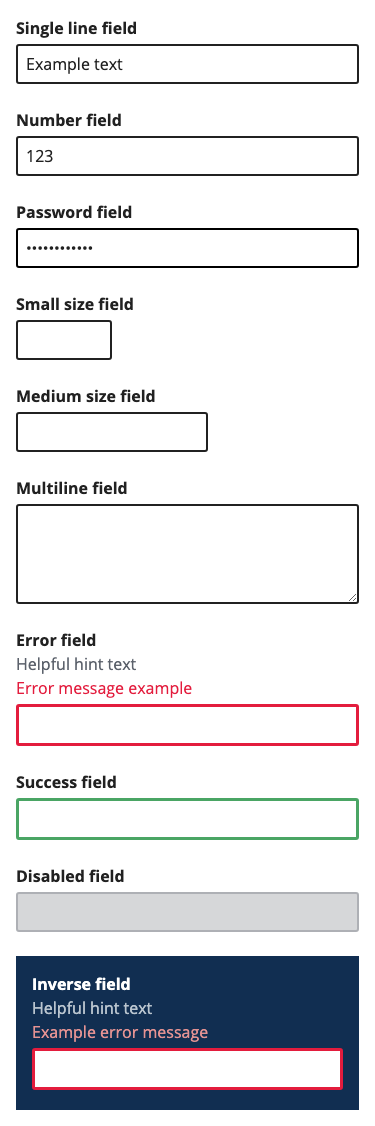 Single line field
Example text
Number field
123
Password field
••••••••••••
Small size field
Medium size field
Multiline field
Error field
Helpful hint text
Error message example
Success field
Disabled field
Inverse field
Helpful hint text
Example error message